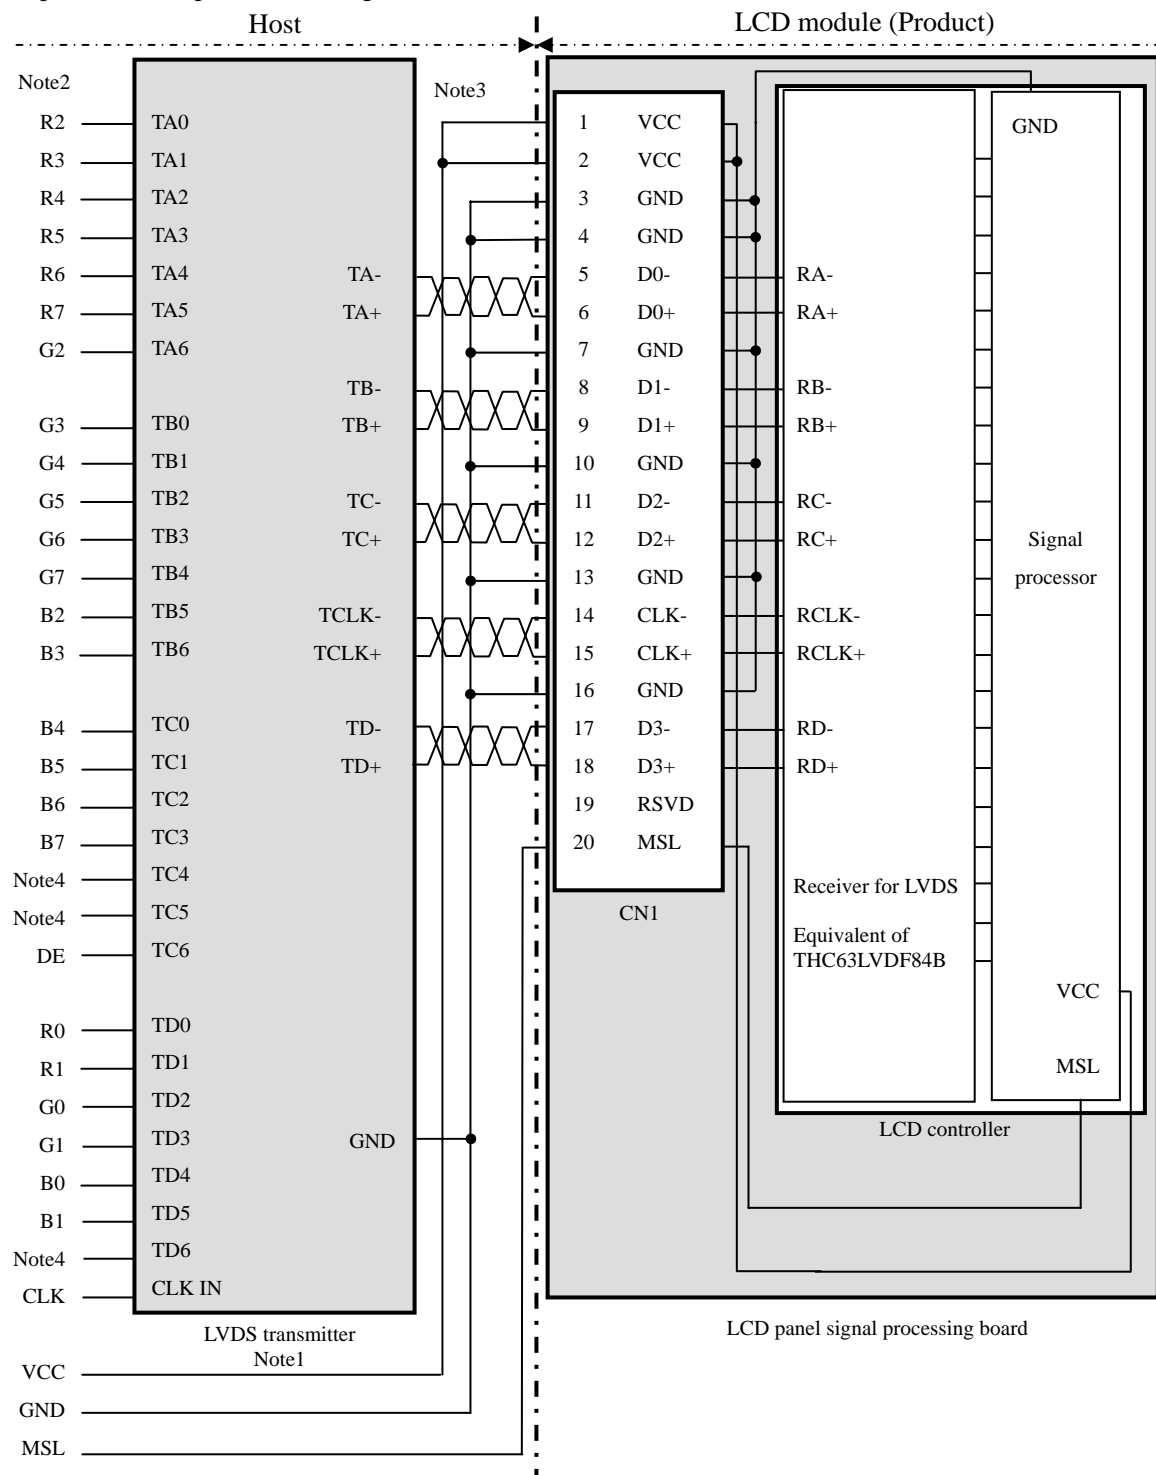 Host
LCD module (Product)
Note2
Note3
R2 TA0
R3 TA1
R4 TA2
R5 TA3
R6 TA4 TA-
R7 TA5 TA+
G2 TA6
TB-
G3 TB0 TB+
G4 TB1
G5 TB2 TC-
G6 TB3 TC+
G7 TB4
B2 TB5 TCLK-
B3 TB6 TCLK+
B4 TC0 TD-
B5 TC1 TD+
B6 TC2
B7 TC3
Note4 TC4
Note4 TC5
DE TC6
R0 TD0
R1 TD1
G0 TD2
G1 TD3 GND
B0 TD4
B1 TD5
Note4 TD6
CLK CLK IN
LVDS transmitter
Note1
VCC
GND
MSL
1 VCC
2 VCC
3 GND
4 GND
5 D0-
6 D0+
7 GND
8 D1-
9 D1+
10 GND
11 D2-
12 D2+
13 GND
14 CLK-
15 CLK+
16 GND
17 D3-
18 D3+
19 RSVD
20 MSL
CN1
RA-
RA+
RB-
RB+
RC-
RC+
RCLK-
RCLK+
RD-
RD+
Receiver for LVDS
Equivalent of
THC63LVDF84B
GND
Signal
processor
VCC
MSL
LCD controller
LCD panel signal processing board